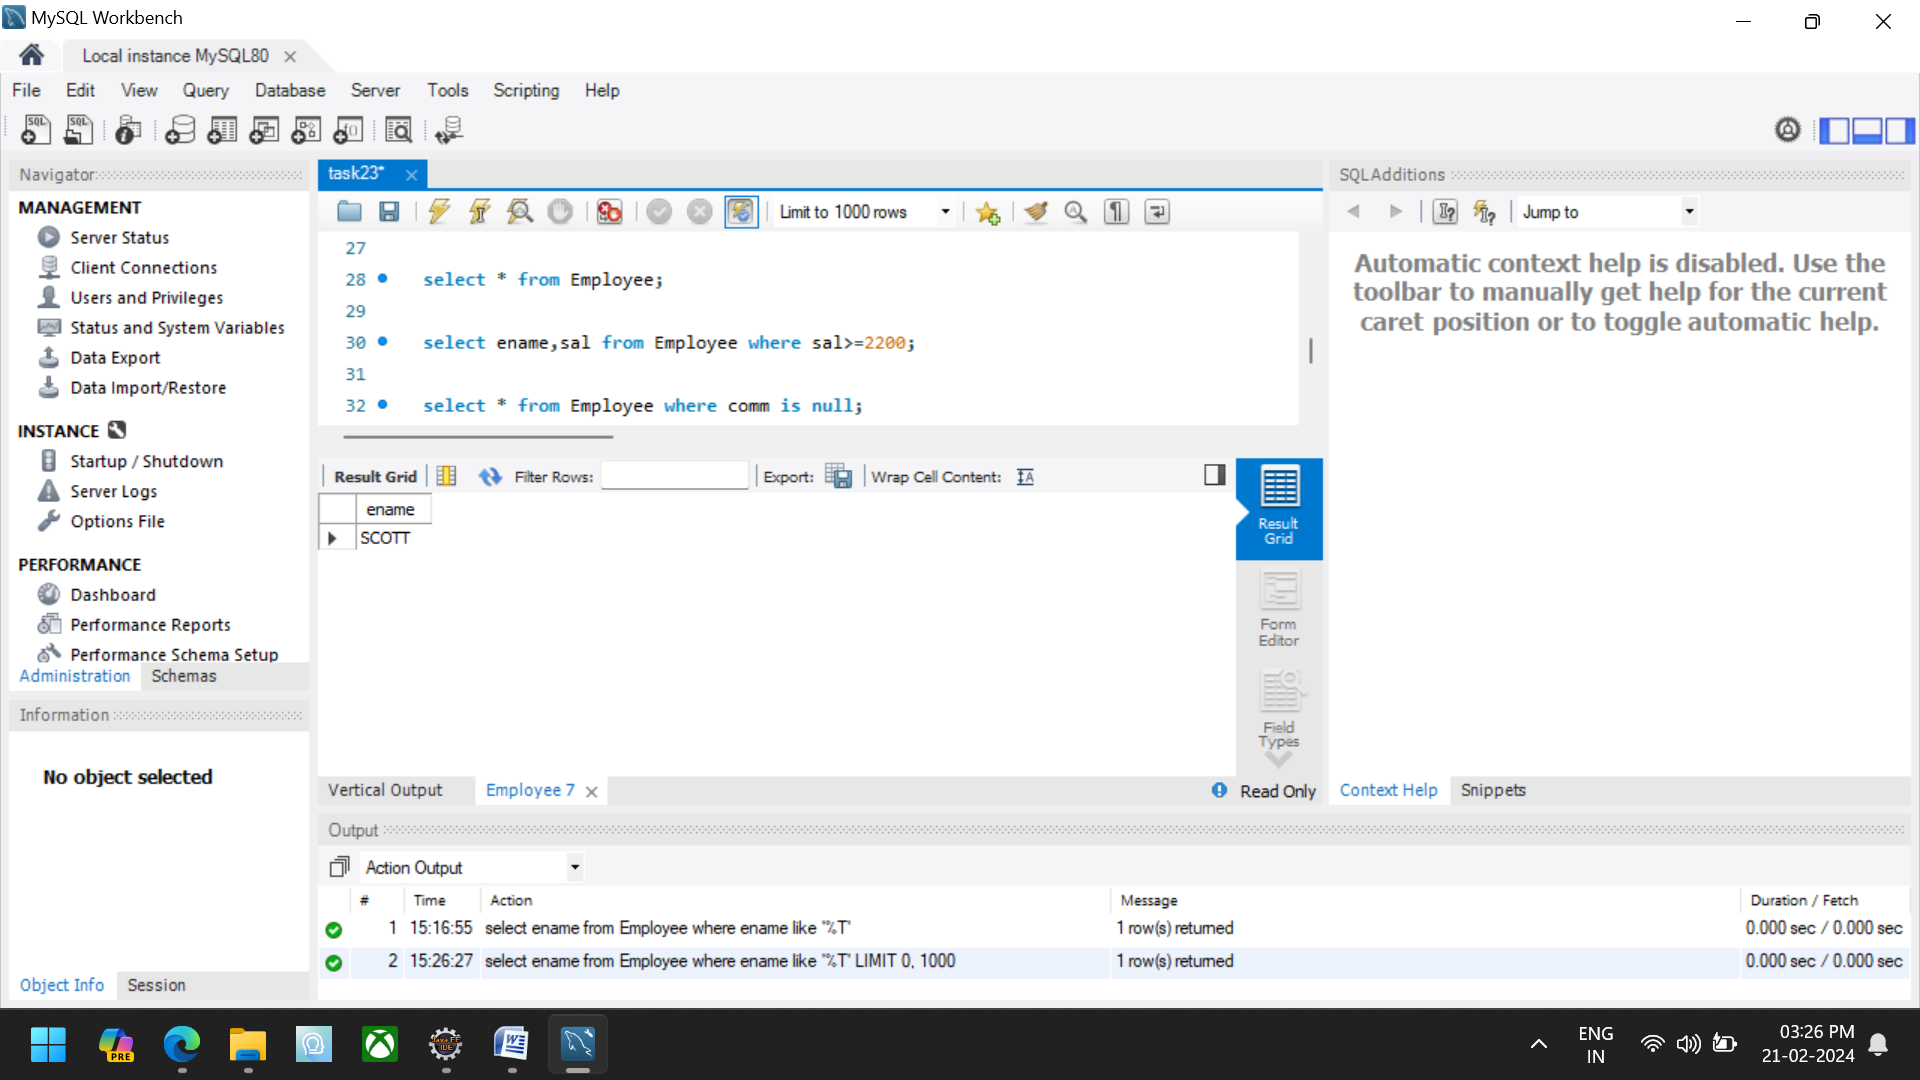 MySQL Workbench
Local instance MySQL80
File Edit View Query Database Server Tools Scripting Help
Navigator
MANAGEMENT
Server Status
Client Connections
Users and Privileges
Status and System Variables
Data Export
Data Import/Restore
INSTANCE
Startup / Shutdown
Server Logs
Options File
PERFORMANCE
Dashboard
Performance Reports
Performance Schema Setup
Administration Schemas
Information
No object selected
Object Info Session
task23*
Limit to 1000 rows
27
28 select * from Employee;
29
30 select ename,sal from Employee where sal>=2200;
31
32 select * from Employee where comm is null;
Result Grid Filter Rows: Export: Wrap Cell Content:
ename
SCOTT
Result
Grid
Form
Editor
Field
Types
Vertical Output Employee 7 Read Only
SQLAdditions
Jump to
Automatic context help is disabled. Use the
toolbar to manually get help for the current
caret position or to toggle automatic help.
Context Help Snippets
Output
Action Output
# Time Action Message Duration / Fetch
1 15:16:55 select ename from Employee where ename like '%T' 1 row(s) returned 0.000 sec / 0.000 sec
2 15:26:27 select ename from Employee where ename like '%T' LIMIT 0, 1000 1 row(s) returned 0.000 sec / 0.000 sec
PRE
Java EE
IDE
ENG
IN
03:26 PM
21-02-2024